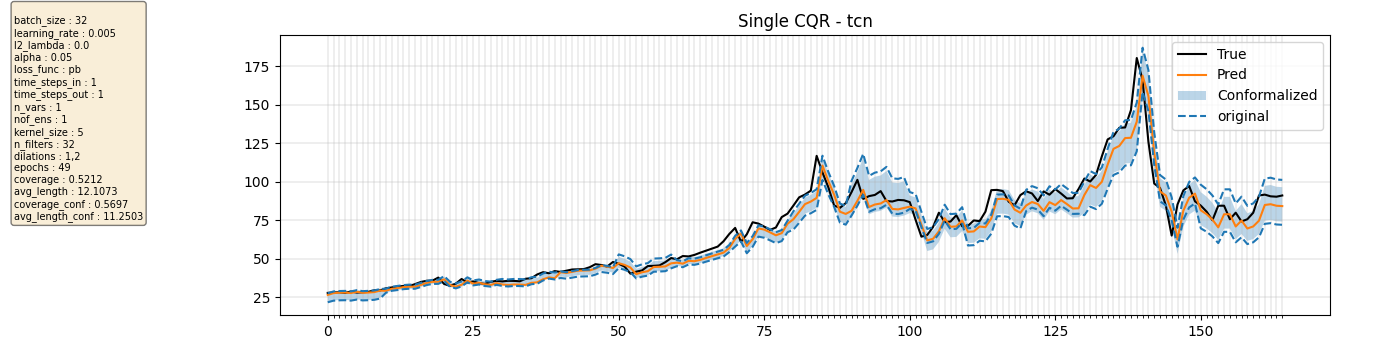 batch_size : 32
learning_rate : 0.005
l2_lambda : 0.0
alpha : 0.05
loss_func : pb
time_steps_in : 1
time_steps_out : 1
n_vars : 1
nof_ens : 1
kernel_size : 5
n_filters : 32
dilations : 1,2
epochs : 49
coverage : 0.5212
avg_length : 12.1073
coverage_conf : 0.5697
avg_length_conf : 11.2503
Single CQR - tcn
175
150
125
100
75
50
25
0 25 50 75 100 125 150
True
Pred
Conformalized
original